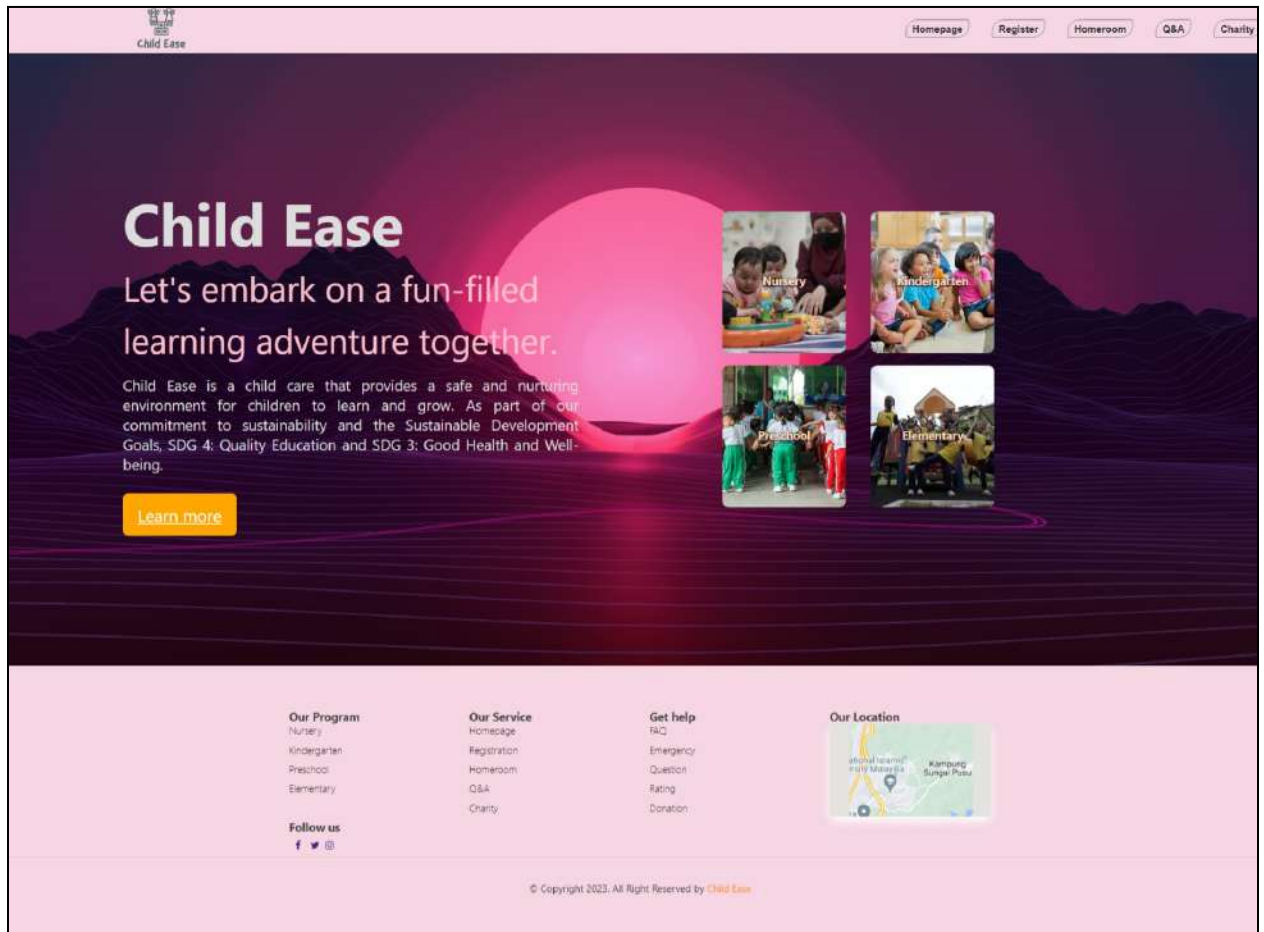 Child Ease
Homepage Register Homeroom Q&A Charity
Child Ease
Let's embark on a fun-filled
learning adventure together.
Child Ease is a child care that provides a safe and nurturing
environment for children to learn and grow. As part of our
commitment to sustainability and the Sustainable Development
Goals, SDG 4: Quality Education and SDG 3: Good Health and Well-
being.
Learn more
Nursery
Kindergarten
Preschool
Elementary
Our Program
Nursery
Kindergarten
Preschool
Elementary
Follow us
Our Service
Homepage
Registration
Homeroom
Q&A
Charity
Get help
FAQ
Emergency
Question
Rating
Donation
Our Location
Islamic
Malaysia
Kampung
Sungai Pusu
© Copyright 2023. All Right Reserved by Child Ease